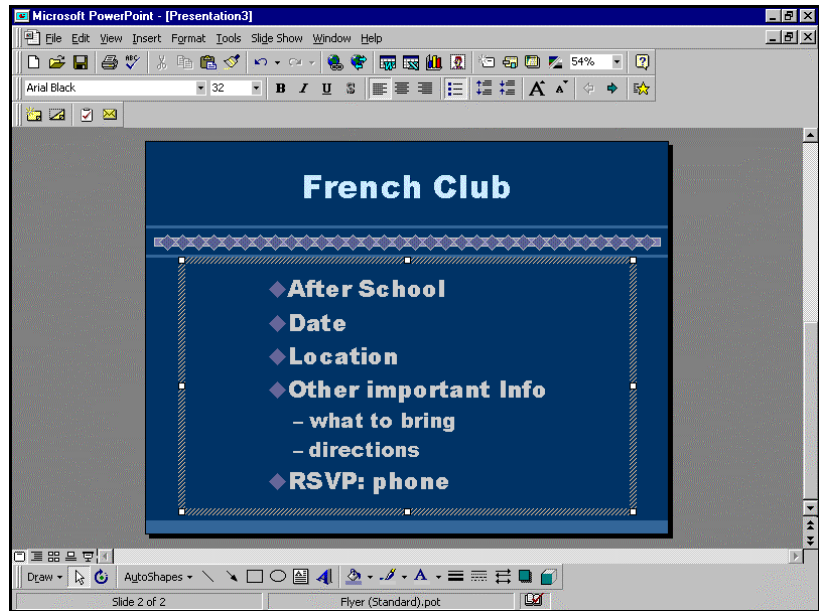 Microsoft PowerPoint - [Presentation3]
File Edit View Insert Format Tools Slide Show Window Help
54%
Arial Black 32 B I U S A A
French Club
After School
Date
Location
Other important Info
– what to bring
– directions
RSVP: phone
Draw AutoShapes A
Slide 2 of 2 Flyer (Standard).pot